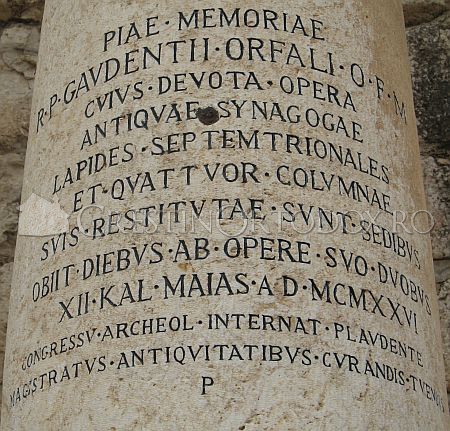 PIAE · MEMORIAE
R · P · GAVDENTII · ORFALI · O · F · M
CVIVS · DEVOTA · OPERA
ANTIQVAE · SYNAGOGAE
LAPIDES · SEPTEMTRIONALES
ET · QVATTVOR · COLVMNAE
SVIS · RESTITVTAE · SVNT · SEDIBVS
OBIIT · DIEBVS · AB · OPERE · SVO · DVOBVS
XII · KAL · MAIAS · A D · MCMXXVI
CONGRESSV · ARCHEOL · INTERNAT · PLAVDENTE
MAGISTRATVS · ANTIQVITATIBVS · CVRANDIS
P